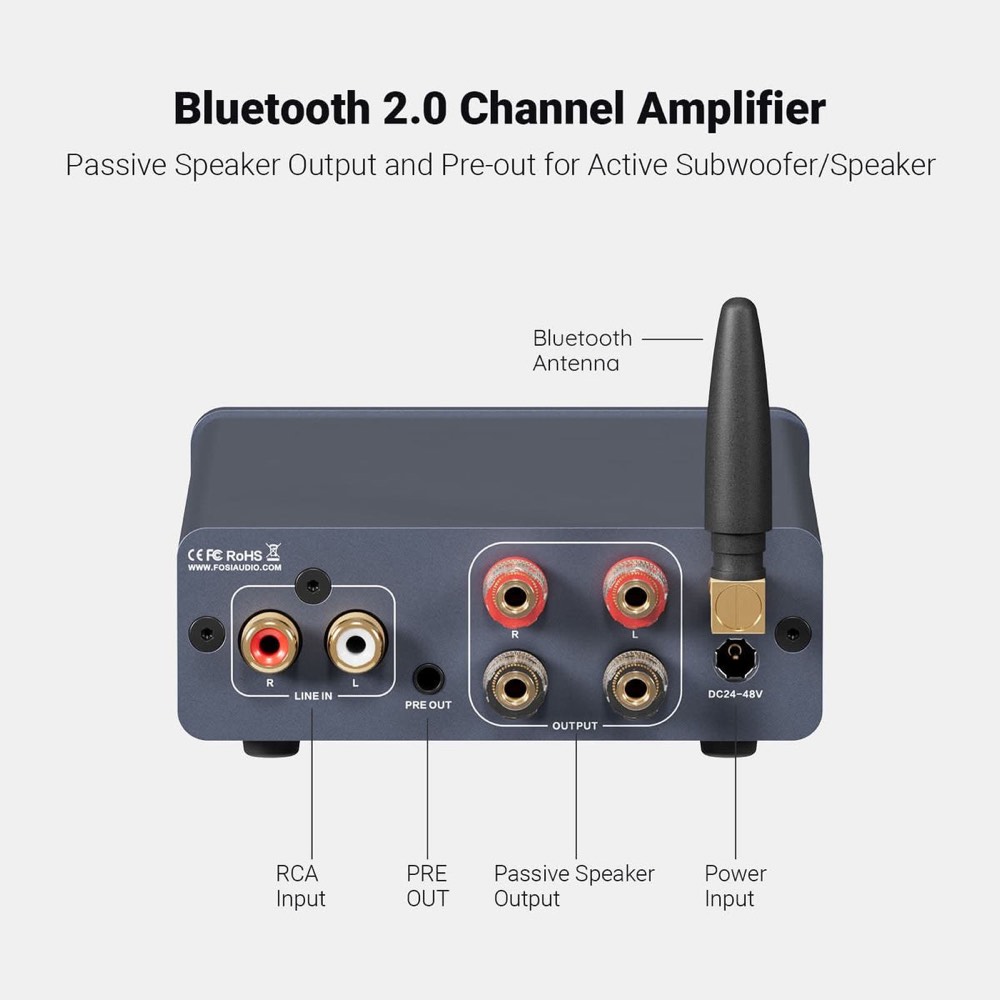 Bluetooth 2.0 Channel Amplifier
Passive Speaker Output and Pre-out for Active Subwoofer/Speaker
Bluetooth
Antenna
CE FC RoHS
WWW.FOSIAUDIO.COM
R
L
LINE IN
PRE OUT
R
L
OUTPUT
DC24-48V
RCA
Input
PRE
OUT
Passive Speaker
Output
Power
Input